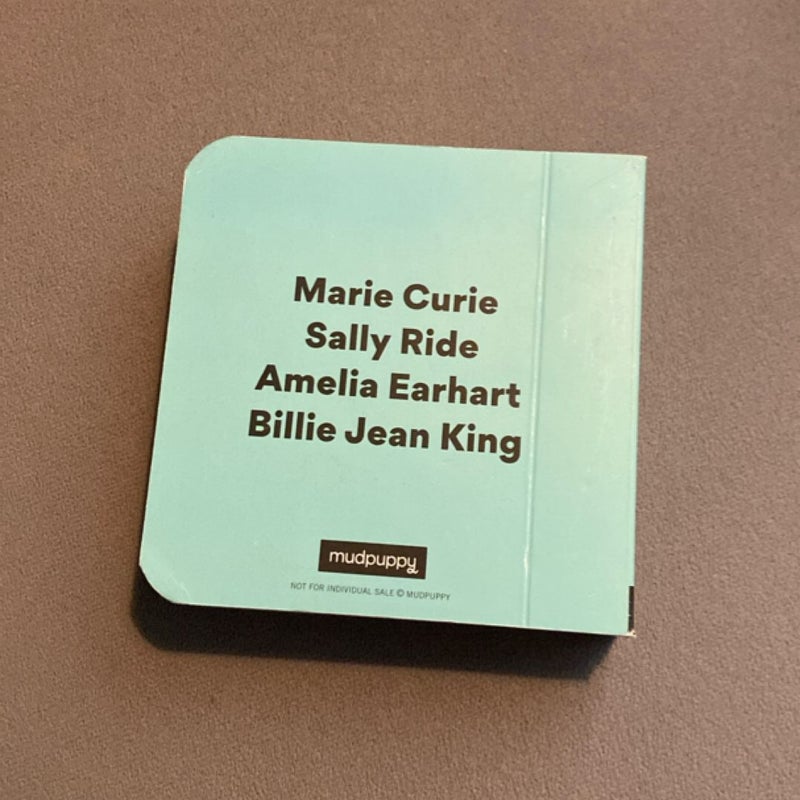 Marie Curie
Sally Ride
Amelia Earhart
Billie Jean King
mudpuppy
NOT FOR INDIVIDUAL SALE © MUDPUPPY